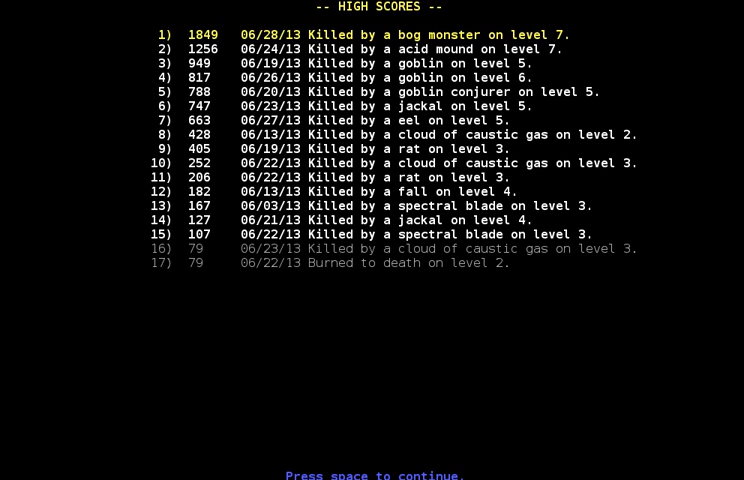 -- HIGH SCORES --
1) 1849 06/28/13 Killed by a bog monster on level 7.
2) 1256 06/24/13 Killed by a acid mound on level 7.
3) 949 06/19/13 Killed by a goblin on level 5.
4) 817 06/26/13 Killed by a goblin on level 6.
5) 788 06/20/13 Killed by a goblin conjurer on level 5.
6) 747 06/23/13 Killed by a jackal on level 5.
7) 663 06/27/13 Killed by a eel on level 5.
8) 428 06/13/13 Killed by a cloud of caustic gas on level 2.
9) 405 06/19/13 Killed by a rat on level 3.
10) 252 06/22/13 Killed by a cloud of caustic gas on level 3.
11) 206 06/22/13 Killed by a rat on level 3.
12) 182 06/13/13 Killed by a fall on level 4.
13) 167 06/03/13 Killed by a spectral blade on level 3.
14) 127 06/21/13 Killed by a jackal on level 4.
15) 107 06/22/13 Killed by a spectral blade on level 3.
16) 79 06/23/13 Killed by a cloud of caustic gas on level 3.
17) 79 06/22/13 Burned to death on level 2.
Press space to continue.